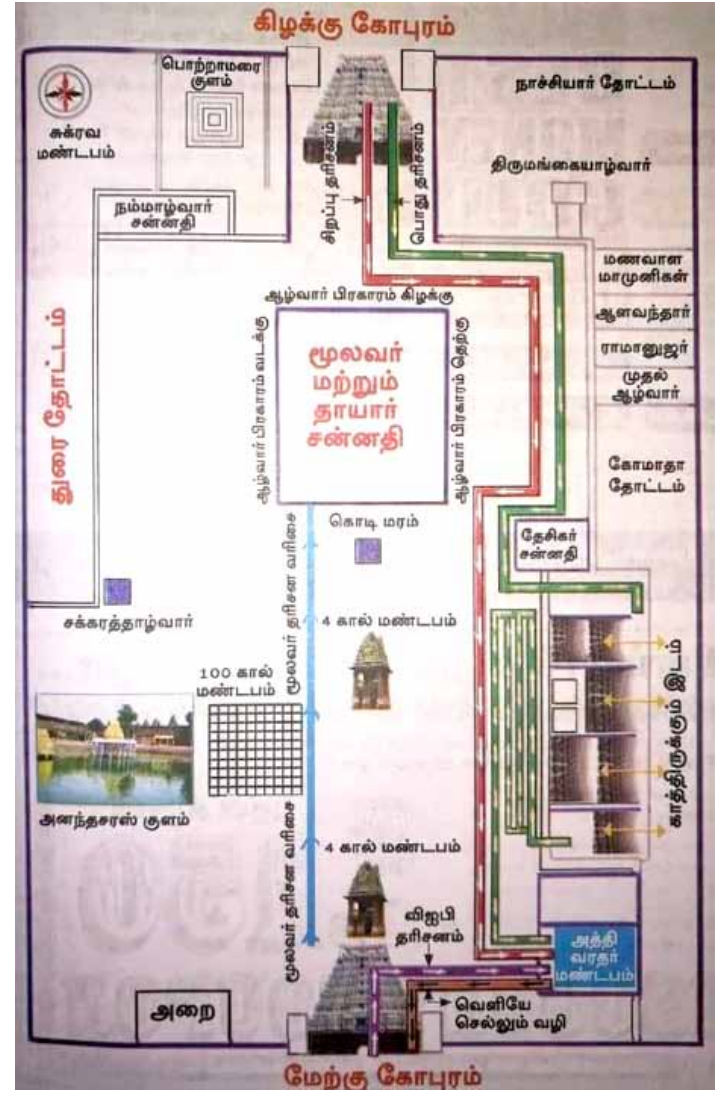 கிழக்கு கோபுரம்
பொற்றாமரை
குளம்
நாச்சியார் தோட்டம்
சுக்ரவ
மண்டபம்
சிறப்பு தரிசனம்
பொது தரிசனம்
திருமங்கையாழ்வார்
நம்மாழ்வார்
சன்னதி
மணவாள
மாமுனிகள்
ஆளவந்தார்
ராமானுஜர்
முதல்
ஆழ்வார்
ஆழ்வார் பிரகாரம் கிழக்கு
ஆழ்வார் பிரகாரம் வடக்கு
மூலவர்
மற்றும்
தாயார்
சன்னதி
ஆழ்வார் பிரகாரம் தெற்கு
துரை தோட்டம்
கோமாதா
தோட்டம்
கொடி மரம்
தேசிகர்
சன்னதி
மூலவர் தரிசன வரிசை
சக்கரத்தாழ்வார்
4 கால் மண்டபம்
100 கால்
மண்டபம்
காத்திருக்கும் இடம்
அனந்தசரஸ் குளம்
மூலவர் தரிசன வரிசை
4 கால் மண்டபம்
விஐபி
தரிசனம்
அத்தி
வரதர்
மண்டபம்
வெளியே
செல்லும் வழி
அறை
மேற்கு கோபுரம்